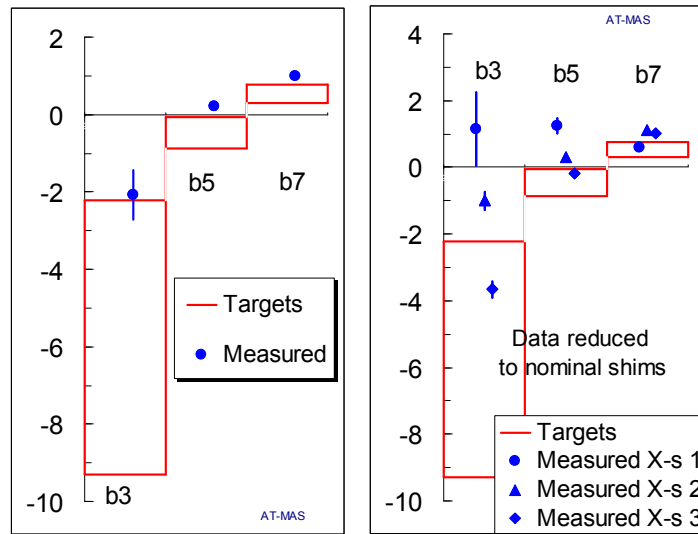 2
0
-2
-4
-6
-8
-10
b3
b5
b7
Targets
Measured
AT-MAS
AT-MAS
4
2
0
-2
-4
-6
-8
-10
b3
b5
b7
Data reduced
to nominal shims
Targets
Measured X-s 1
Measured X-s 2
Measured X-s 3